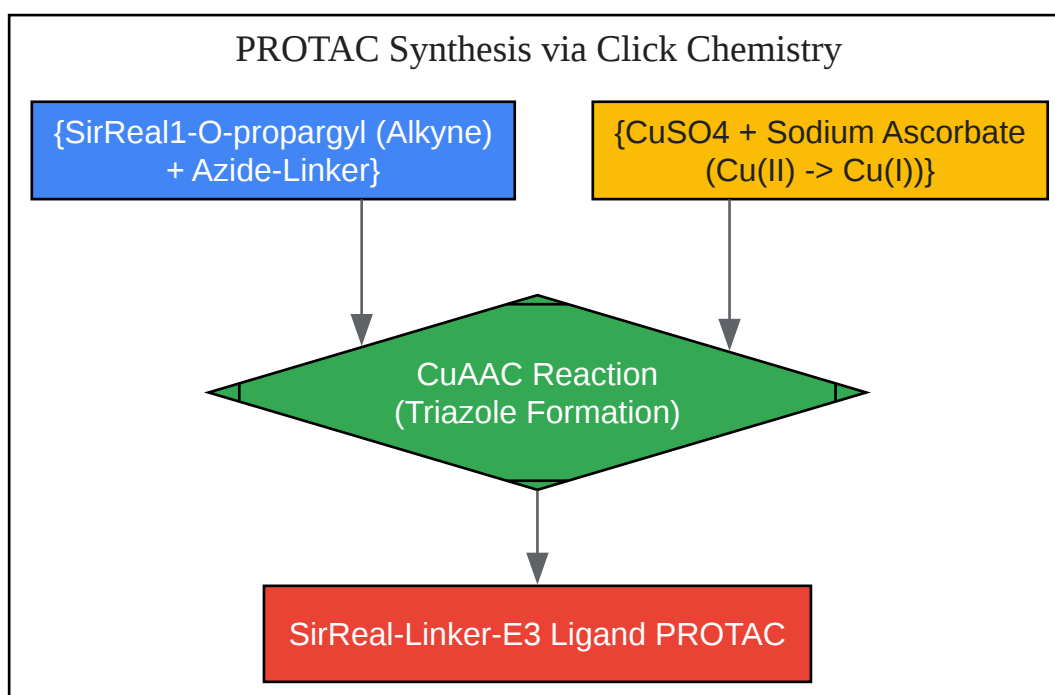 PROTAC Synthesis via Click Chemistry
{SirReal1-O-propargyl (Alkyne)
+ Azide-Linker}
{CuSO4 + Sodium Ascorbate
(Cu(II) -> Cu(I))}
CuAAC Reaction
(Triazole Formation)
SirReal-Linker-E3 Ligand PROTAC